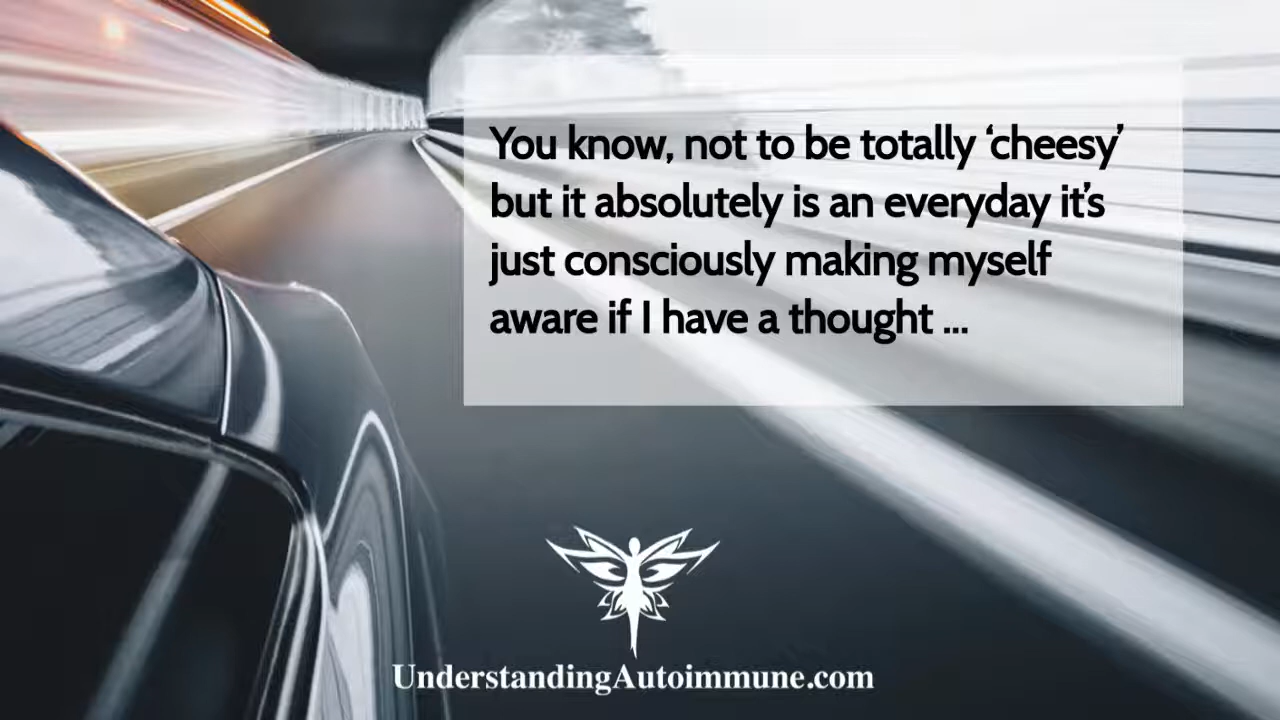 You know, not to be totally ‘cheesy’
but it absolutely is an everyday it’s
just consciously making myself
aware if I have a thought ...
UnderstandingAutoimmune.com